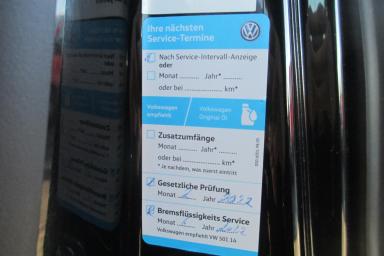 Ihre nächsten
Service-Termine
Nach Service-Intervall-Anzeige
oder
Monat ........ Jahr* ........
oder bei ........ km*
Volkswagen
empfiehlt
Volkswagen
Original Öl
Zusatzumfänge
Monat ........ Jahr* ........
oder bei ........ km*
* Je nachdem, was zuerst eintritt
Gesetzliche Prüfung
Monat Jahr 2022
Bremsflüssigkeits Service
Monat Jahr
Volkswagen empfiehlt VW 501 14